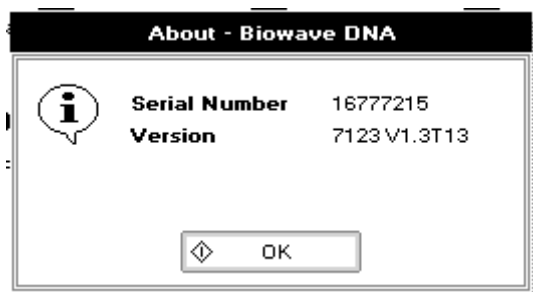 About - Biowave DNA
Serial Number 16777215
Version 7123 V1.3T13
OK